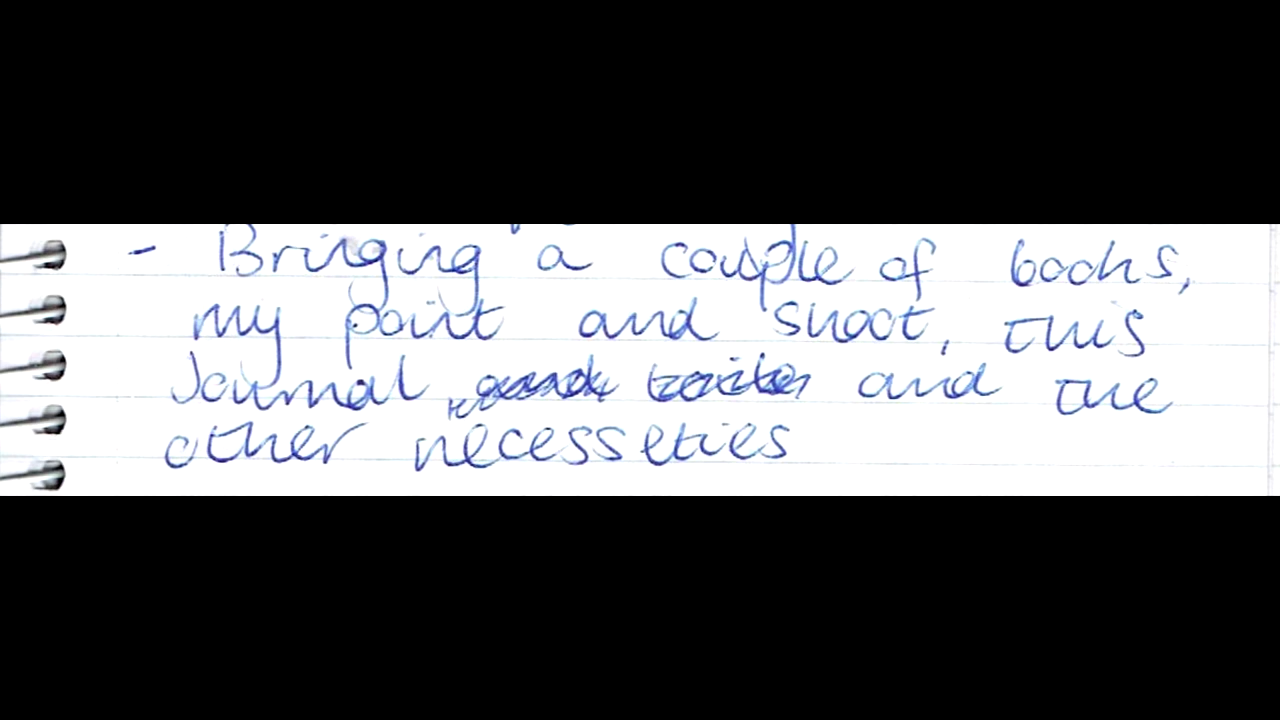 - Bringing a couple of books,
my point and shoot, this
Journal and the
other necesseties